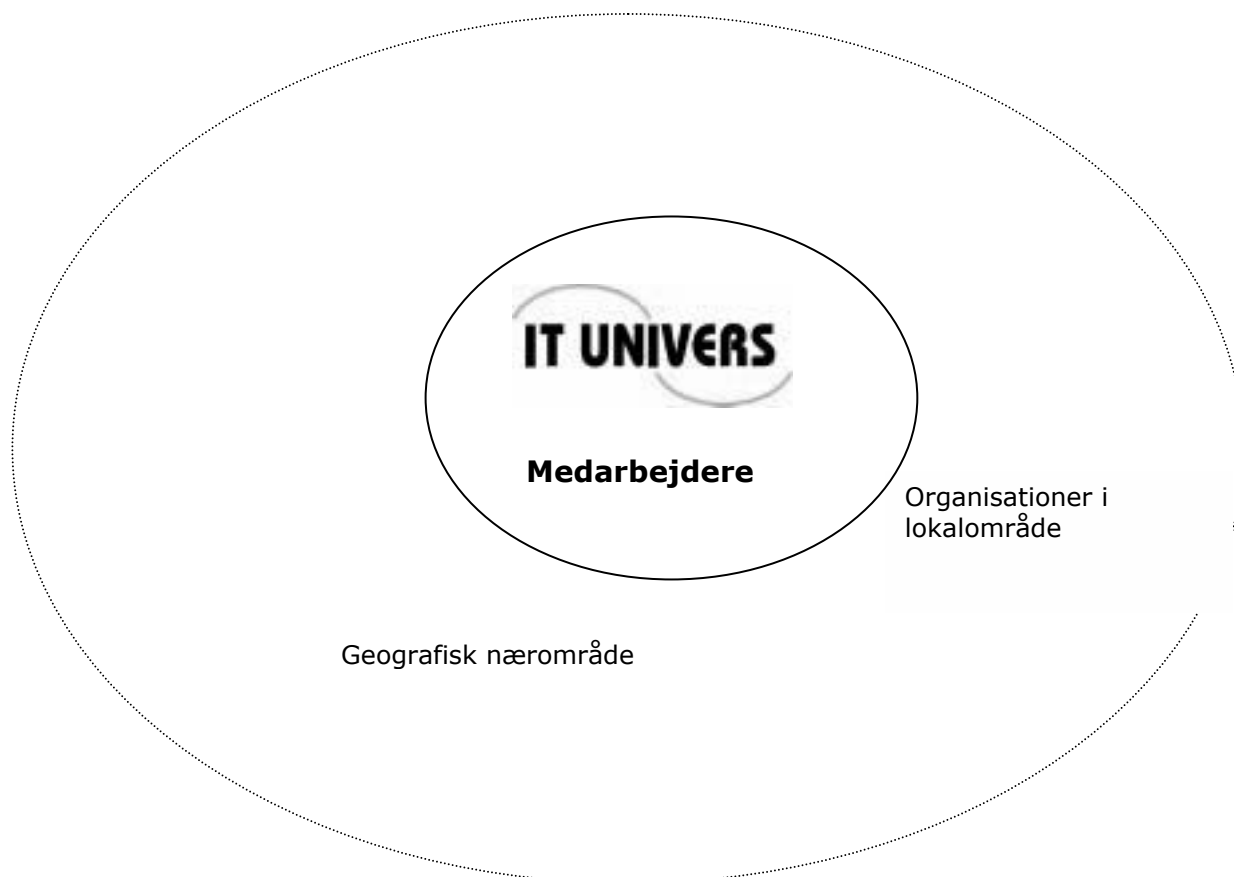 IT UNIVERS
Medarbejdere
Organisationer i
lokalområde
Geografisk nærområde